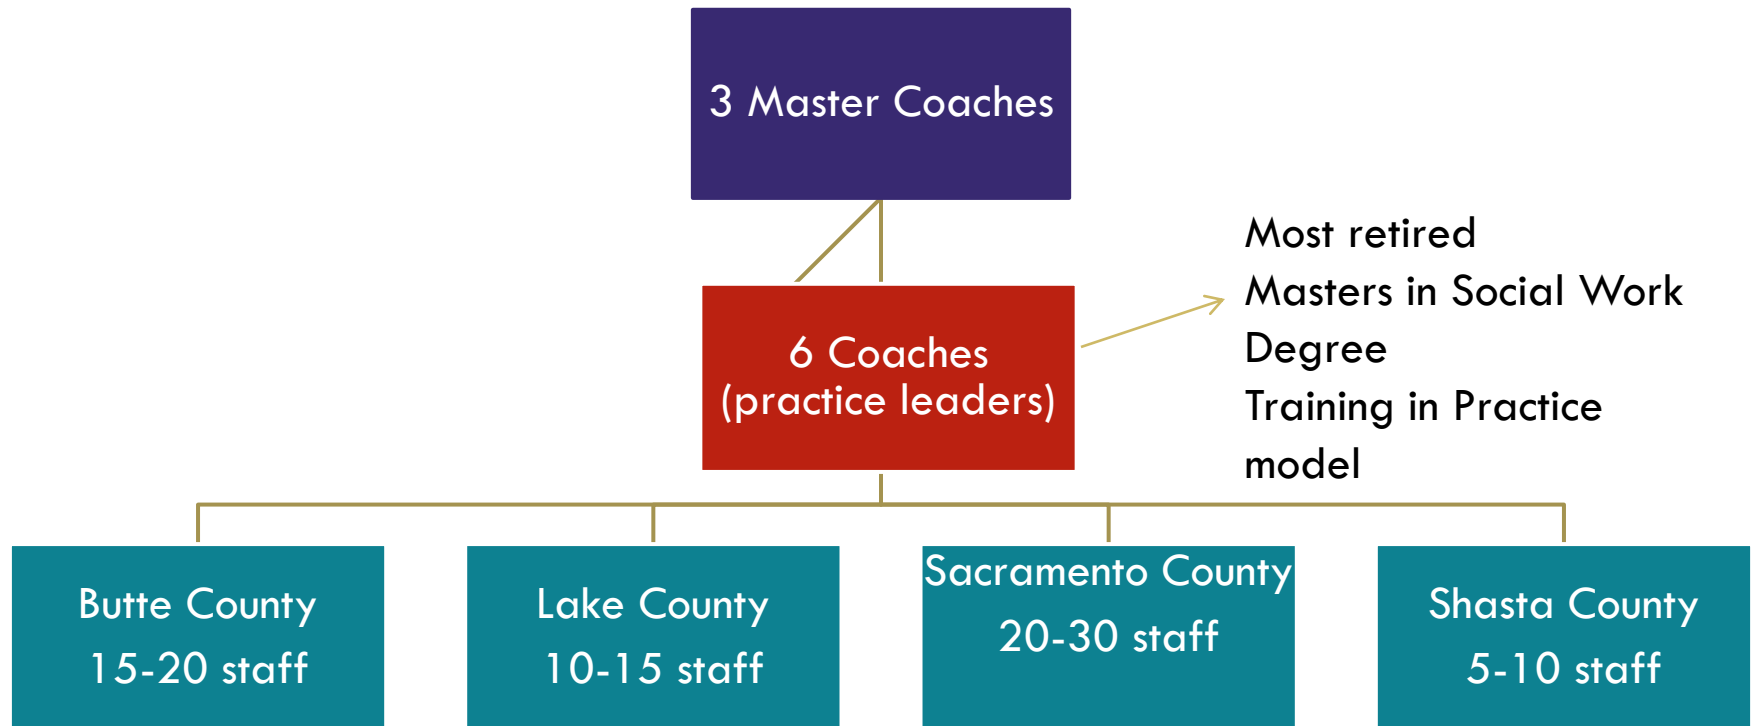 3 Master Coaches
6 Coaches
(practice leaders)
Most retired
Masters in Social Work
Degree
Training in Practice
model
Butte County
15-20 staff
Lake County
10-15 staff
Sacramento County
20-30 staff
Shasta County
5-10 staff